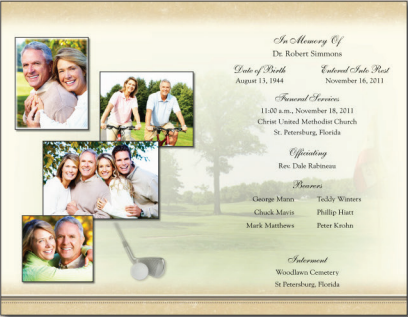 In Memory Of
Dr. Robert Simmons
Date of Birth
August 13, 1944
Entered Into Rest
November 16, 2011
Funeral Services
11:00 a.m., November 18, 2011
Christ United Methodist Church
St. Petersburg, Florida
Officiating
Rev. Dale Rabineau
Bearers
George Mann Teddy Winters
Chuck Mavis Phillip Hiatt
Mark Matthews Peter Krohn
Interment
Woodlawn Cemetery
St.Petersburg, Florida